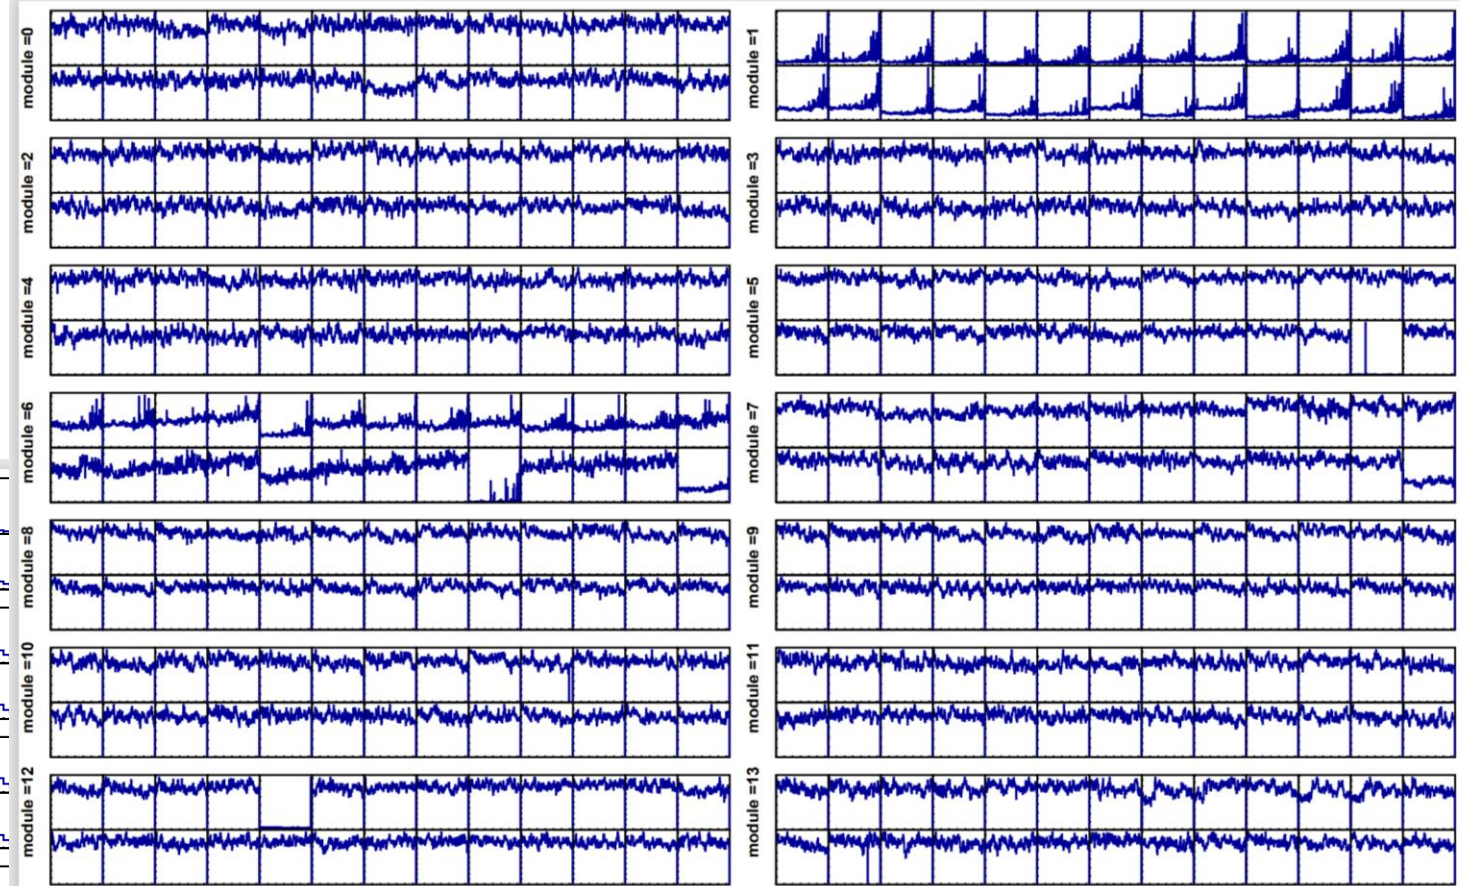 module =0
module =1
module =2
module =3
module =4
module =5
module =6
module =7
module =8
module =9
module =10
module =11
module =12
module =13